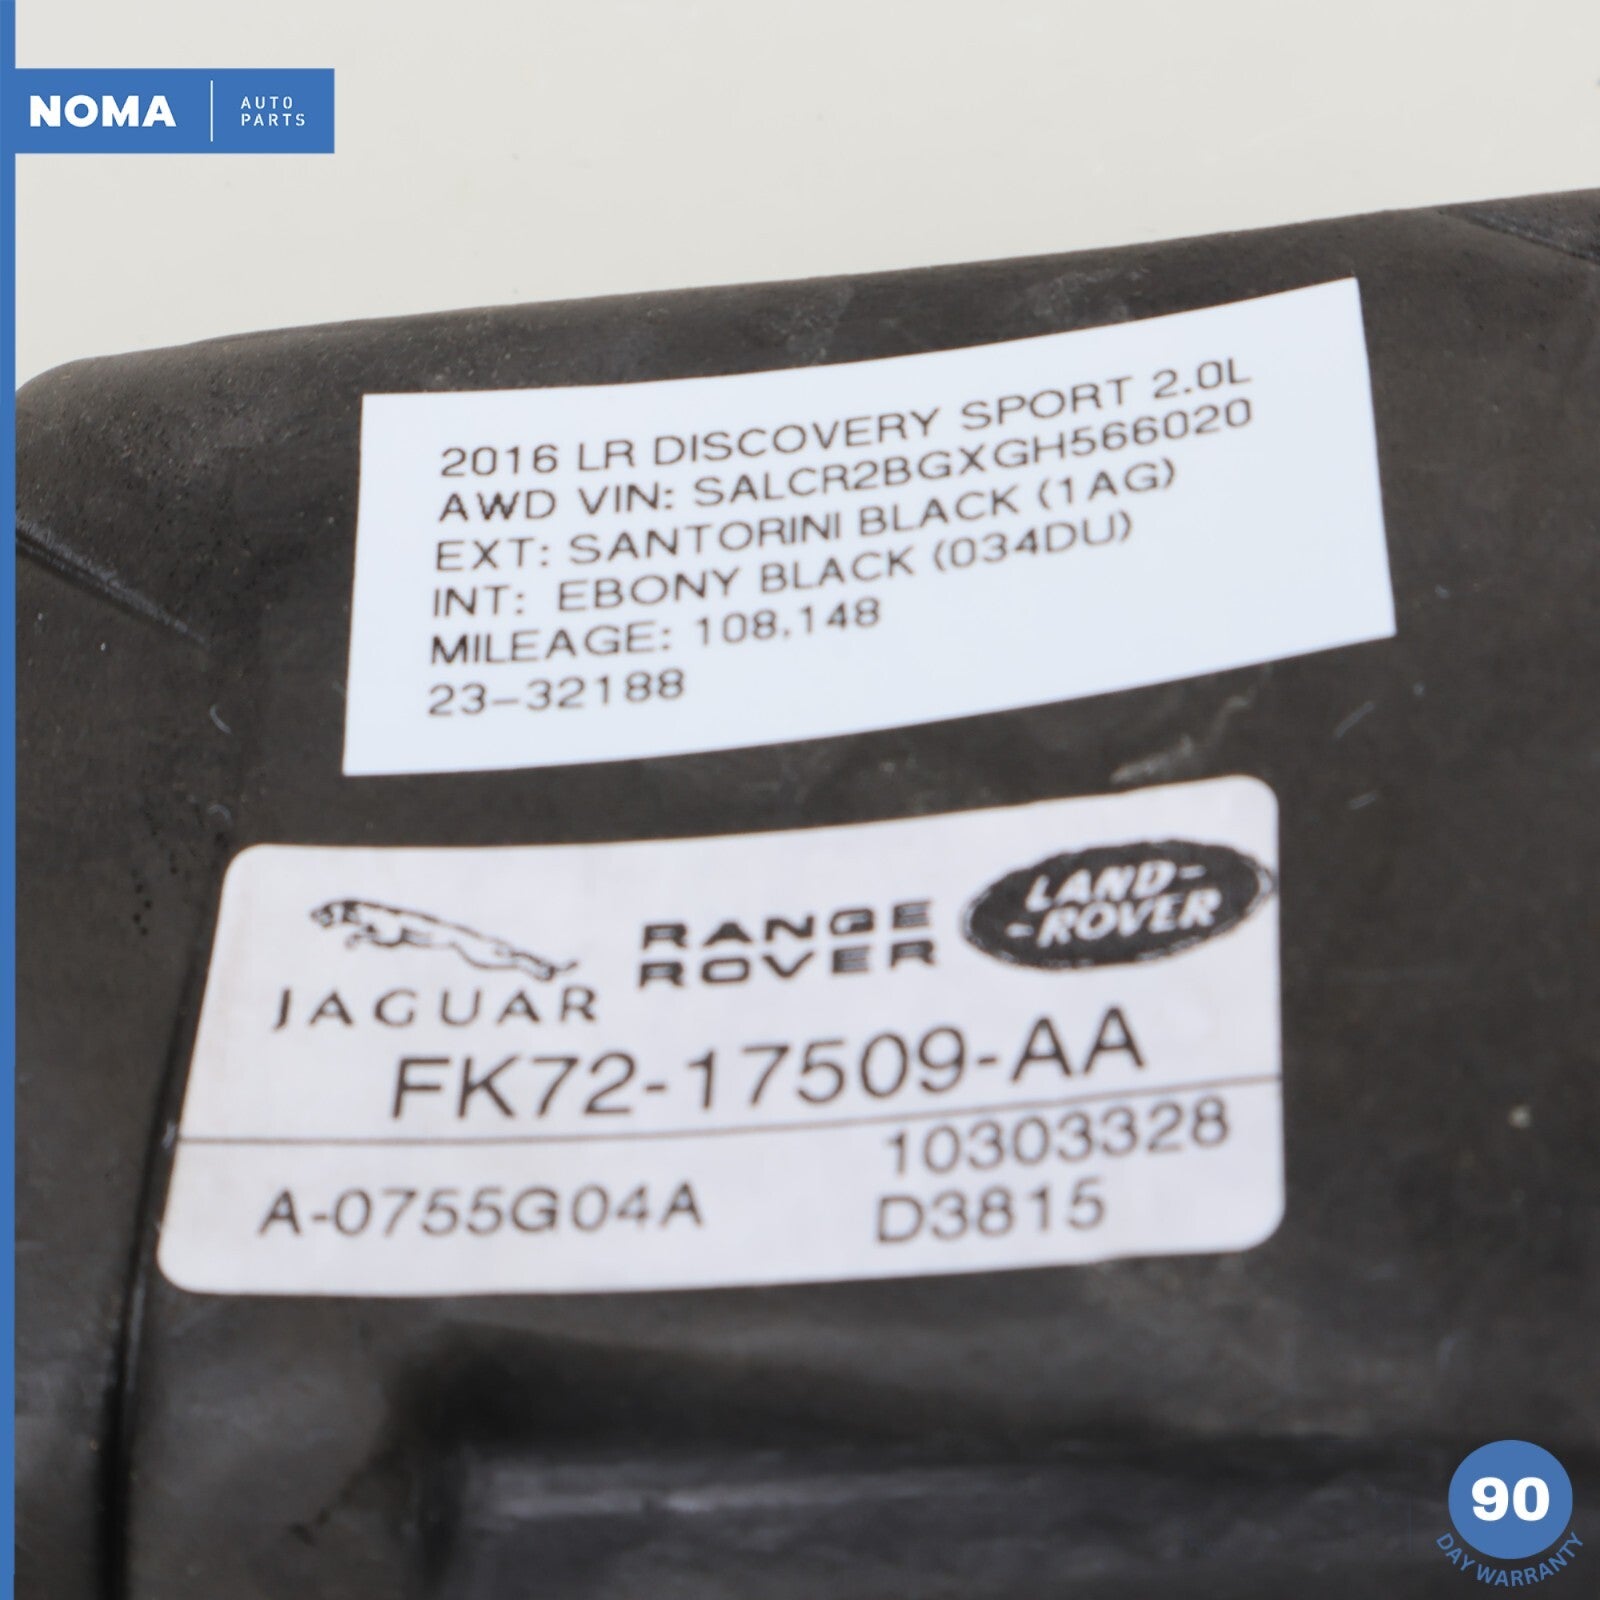 NOMA
AUTO
PARTS
2016 LR DISCOVERY SPORT 2.0L
AWD VIN: SALCR2BGXGH566020
EXT: SANTORINI BLACK (1AG)
INT: EBONY BLACK (034DU)
MILEAGE: 108,148
23-32188
JAGUAR
RANGE
ROVER
LAND-
-ROVER
FK72-17509-AA
10303328
A-0755G04A
D3815
90
DAY WARRANTY